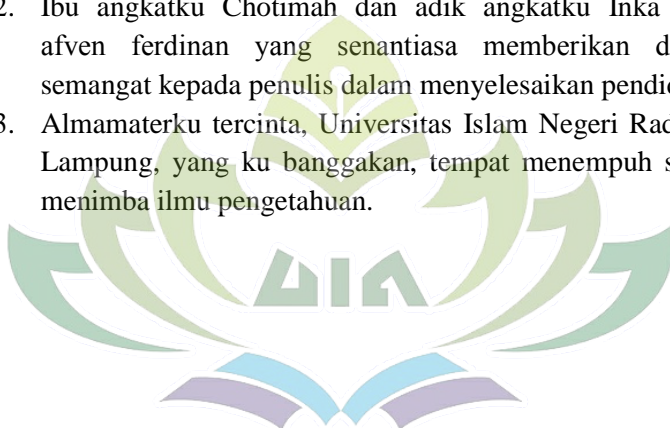 2. Ibu angkatku Chotimah dan adik angkatku Inka
afven ferdinan yang senantiasa memberikan
semangat kepada penulis dalam menyelesaikan
3. Almamaterku tercinta, Universitas Islam Negeri
Lampung, yang ku banggakan, tempat menempuh
menimba ilmu pengetahuan.
UIN